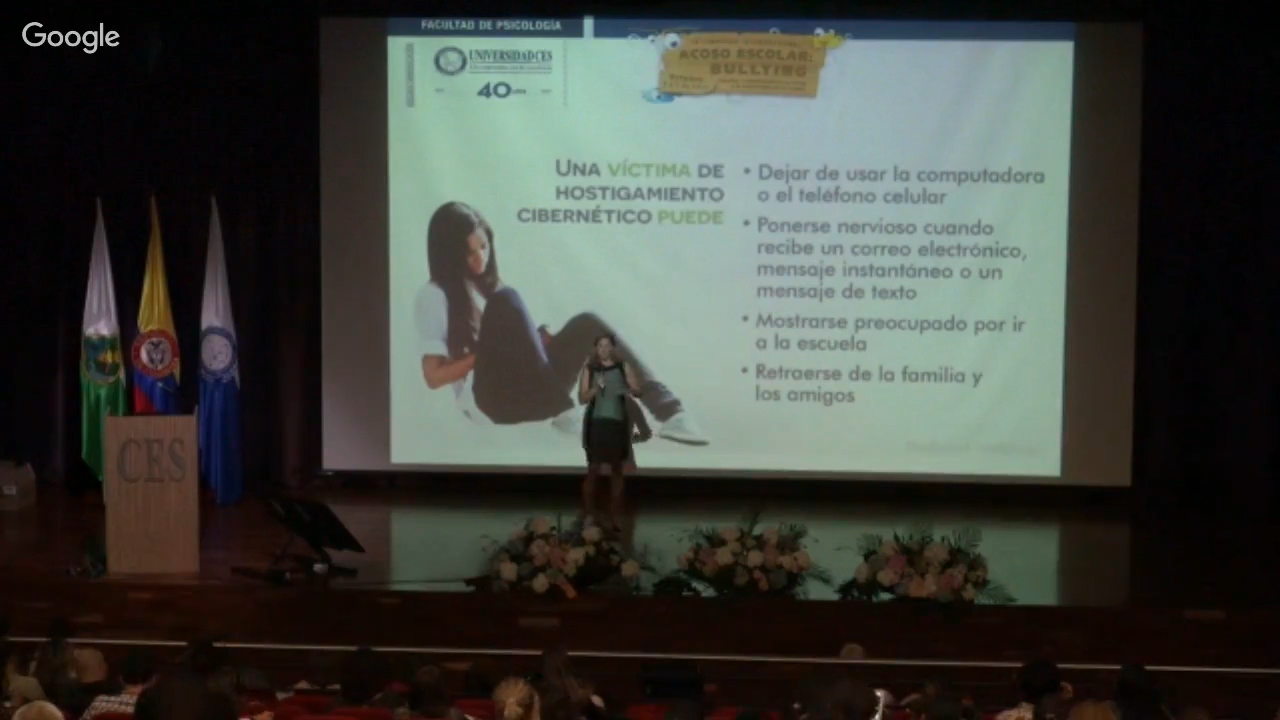 Google
FACULTAD DE PSICOLOGÍA
UNIVERSIDAD CES
40
ACOSO ESCOLAR:
BULLYING
UNA VÍCTIMA DE
HOSTIGAMIENTO
CIBERNÉTICO PUEDE
• Dejar de usar la computadora
o el teléfono celular
• Ponerse nervioso cuando
recibe un correo electrónico,
mensaje instantáneo o un
mensaje de texto
• Mostrarse preocupado por ir
a la escuela
• Retraerse de la familia y
los amigos
CES